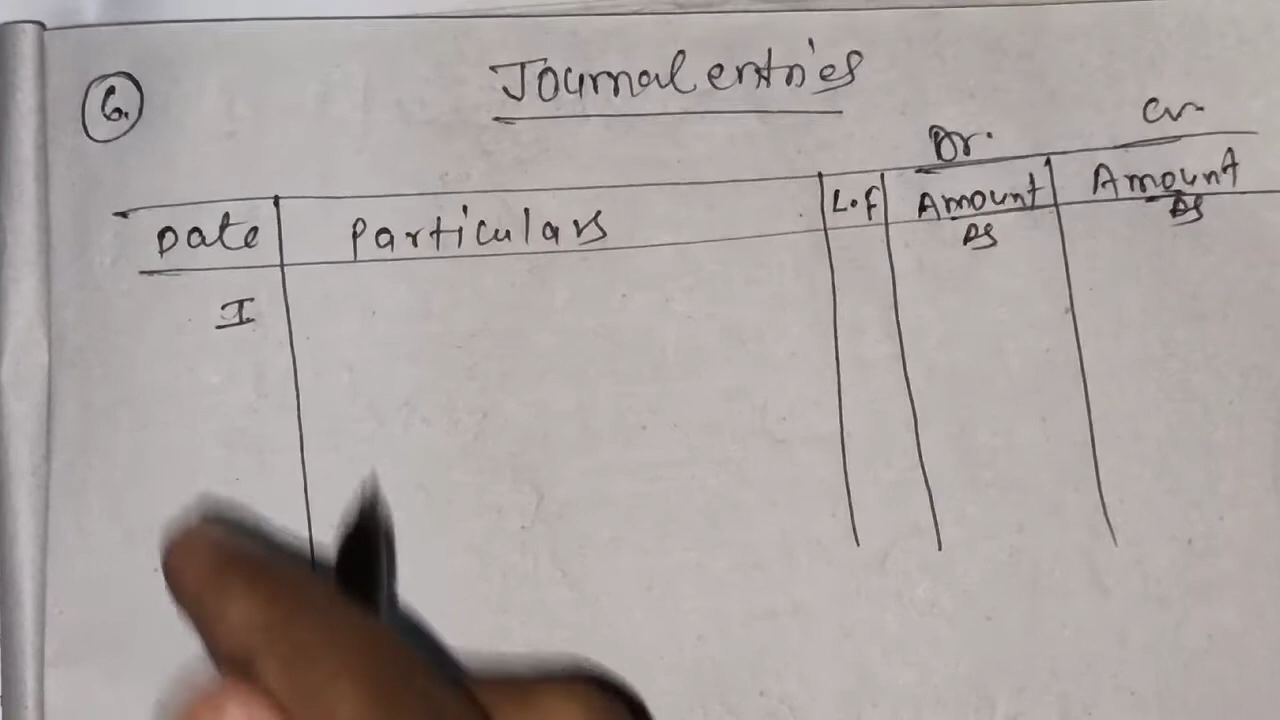 6.
Journal entries
Dr. Cr
Date Particulars L.F Amount Amount
Rs Rs
I